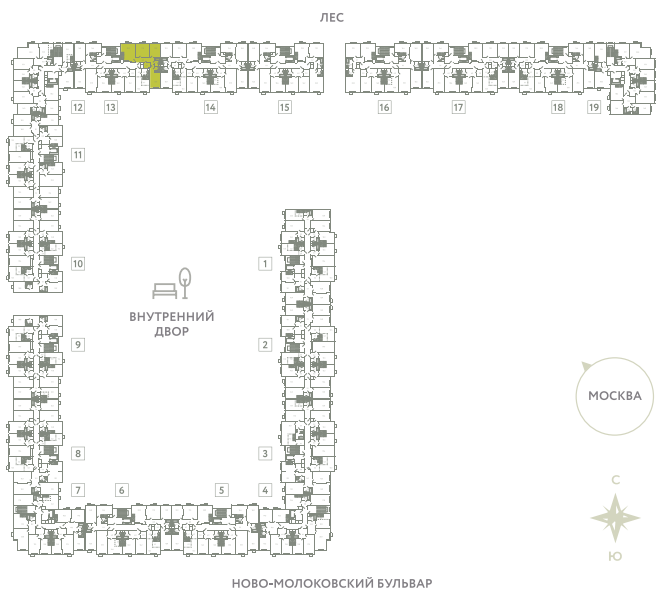 ЛЕС
12 13 14 15 16 17 18 19
11
10 1
ВНУТРЕННИЙ
ДВОР
9 2
МОСКВА
8 3
7 6 5 4
С
Ю
НОВО-МОЛОКОВСКИЙ БУЛЬВАР